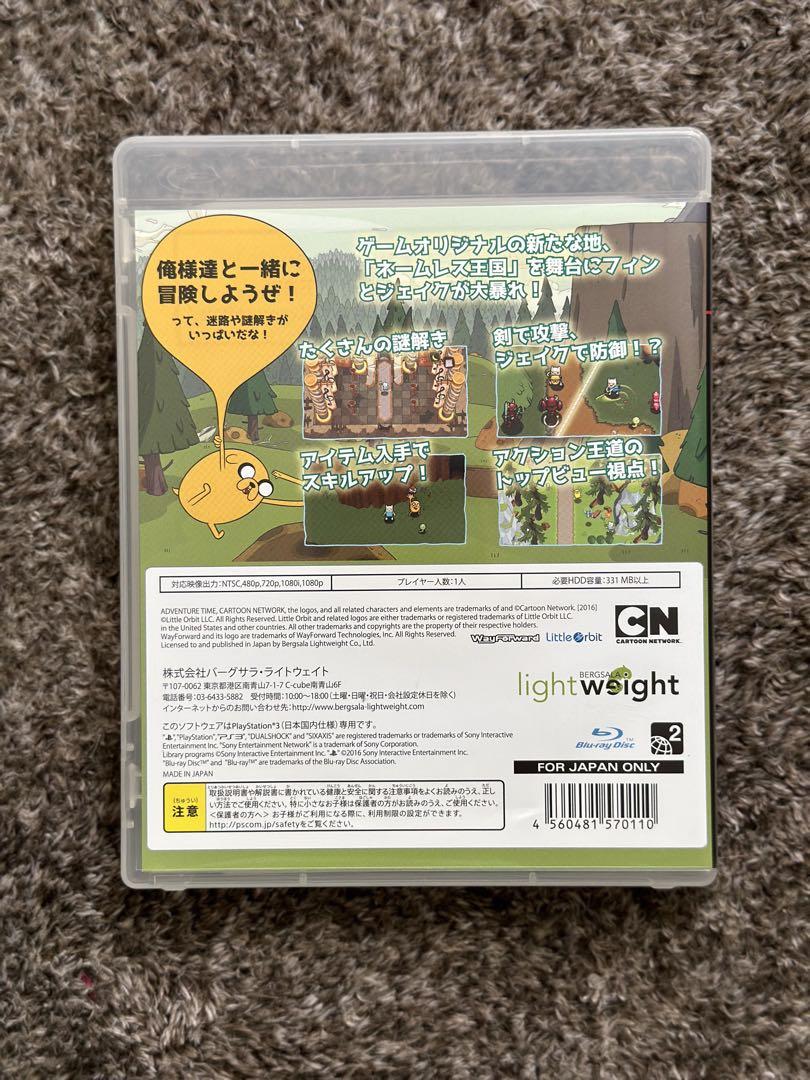 俺様達と一緒に
冒険しようぜ！
って、迷路や謎解きが
いっぱいだな！
ゲームオリジナルの新たな地、
「ネームレス王国」を舞台にフィン
とジェイクが大暴れ！
たくさんの謎解き
剣で攻撃、
ジェイクで防御！？
アイテム入手で
スキルアップ！
アクション王道の
トップビュー視点！
対応映像出力：NTSC,480p,720p,1080i,1080p
プレイヤー人数：1人
必要HDD容量：331 MB以上
ADVENTURE TIME, CARTOON NETWORK, the logos, and all related characters and elements are trademarks of and ©Cartoon Network. [2016]
©Little Orbit LLC. All Rights Reserved. Little Orbit and related logos are either trademarks or registered trademarks of Little Orbit LLC.
in the United States and other countries. All other trademarks and copyrights are the property of their respective holders.
WayForward and its logo are trademarks of WayForward Technologies, Inc. All Rights Reserved.
Licensed to and published in Japan by Bergsala Lightweight Co., Ltd.
WayForward
Little Orbit
CN
CARTOON NETWORK
株式会社バーグサラ・ライトウェイト
〒107-0062 東京都港区南青山7-1-7 C-cube南青山6F
電話番号：03-6433-5882 受付時間：10:00～18:00（土曜・日曜・祝日・会社設定休日を除く）
インターネットからのお問い合わせ先：http://www.bergsala-lightweight.com
BERGSALA
lightweight
このソフトウェアはPlayStation®3（日本国内仕様）専用です。
"PlayStation", "PS3", "DUALSHOCK" and "SIXAXIS" are registered trademarks or trademarks of Sony Interactive
Entertainment Inc. "Sony Entertainment Network" is a trademark of Sony Corporation.
Library programs ©Sony Interactive Entertainment Inc. "PS" ©2016 Sony Interactive Entertainment Inc.
"Blu-ray Disc™" and "Blu-ray™" are trademarks of the Blu-ray Disc Association.
MADE IN JAPAN
Blu-ray Disc
2
FOR JAPAN ONLY
（ちゅうい）
注意
取扱説明書や解説書に書かれている健康と安全に関する注意事項をよくお読みのうえ、正し
い方法でご使用ください。特に小さなお子様は保護者の方がお読みのうえ、ご使用ください。
＜保護者の方へ＞ お子様がご利用になる際に、利用制限の設定ができます。
http://pscom.jp/safetyをご覧ください。
4 560481 570110